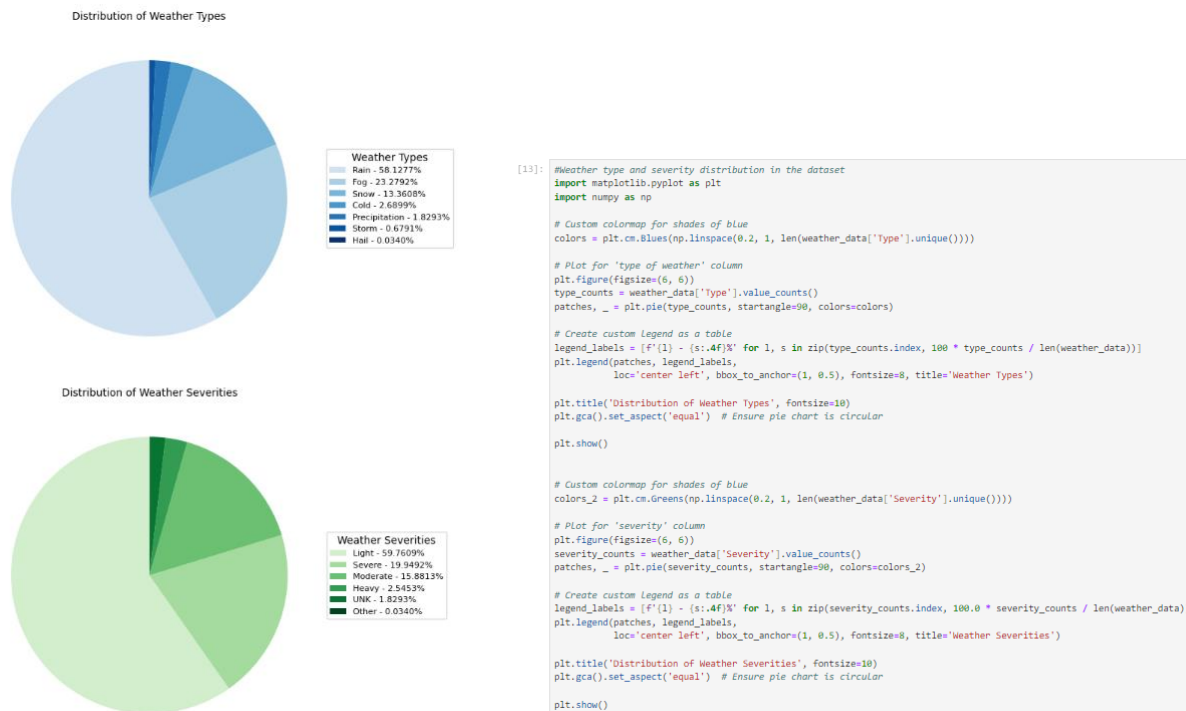 Distribution of Weather Types
Weather Types
Rain - 58.1277%
Fog - 23.2792%
Snow - 13.3608%
Cold - 2.6899%
Precipitation - 1.8293%
Storm - 0.6791%
Hail - 0.0340%
Distribution of Weather Severities
Weather Severities
Light - 59.7609%
Severe - 19.9492%
Moderate - 15.8813%
Heavy - 2.5453%
UNK - 1.8293%
Other - 0.0340%
[13]: #Weather type and severity distribution in the dataset
import matplotlib.pyplot as plt
import numpy as np
# Custom colormap for shades of blue
colors = plt.cm.Blues(np.linspace(0.2, 1, len(weather_data['Type'].unique())))
# Plot for 'type of weather' column
plt.figure(figsize=(6, 6))
type_counts = weather_data['Type'].value_counts()
patches, _ = plt.pie(type_counts, startangle=90, colors=colors)
# Create custom legend as a table
legend_labels = [f'{l} - {s:.4f}%' for l, s in zip(type_counts.index, 100 * type_counts / len(weather_data))]
plt.legend(patches, legend_labels,
loc='center left', bbox_to_anchor=(1, 0.5), fontsize=8, title='Weather Types')
plt.title('Distribution of Weather Types', fontsize=10)
plt.gca().set_aspect('equal')  # Ensure pie chart is circular
plt.show()
# Custom colormap for shades of blue
colors_2 = plt.cm.Greens(np.linspace(0.2, 1, len(weather_data['Severity'].unique())))
# Plot for 'severity' column
plt.figure(figsize=(6, 6))
severity_counts = weather_data['Severity'].value_counts()
patches, _ = plt.pie(severity_counts, startangle=90, colors=colors_2)
# Create custom legend as a table
legend_labels = [f'{l} - {s:.4f}%' for l, s in zip(severity_counts.index, 100.0 * severity_counts / len(weather_data)
plt.legend(patches, legend_labels,
loc='center left', bbox_to_anchor=(1, 0.5), fontsize=8, title='Weather Severities')
plt.title('Distribution of Weather Severities', fontsize=10)
plt.gca().set_aspect('equal')  # Ensure pie chart is circular
plt.show()